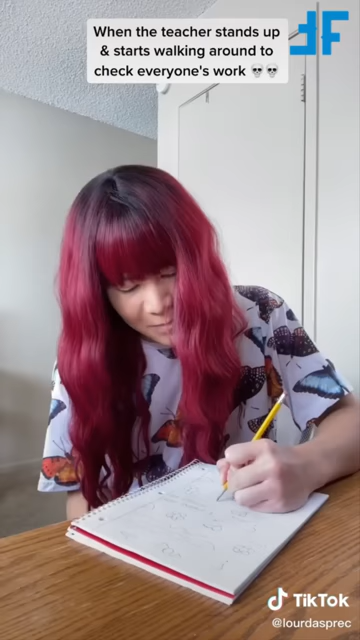 When the teacher stands up
& starts walking around to
check everyone's work 💀💀
TikTok
@lourdasprec